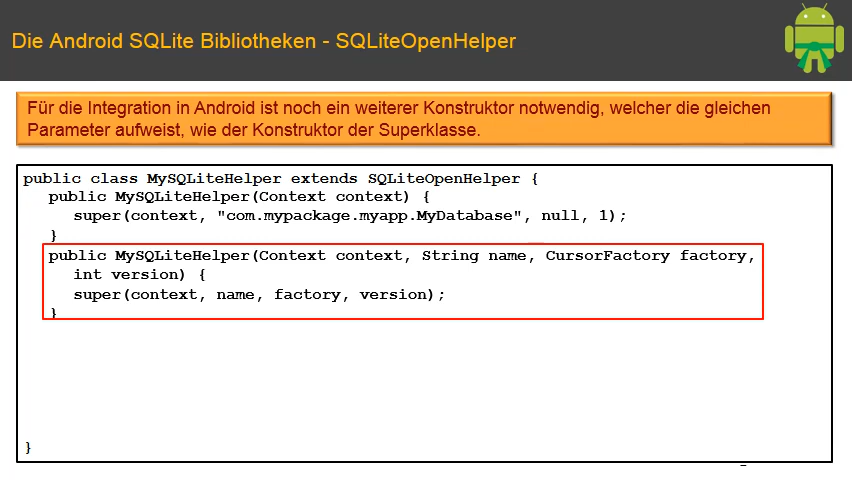 Die Android SQLite Bibliotheken - SQLiteOpenHelper
Für die Integration in Android ist noch ein weiterer Konstruktor notwendig, welcher die gleichen
Parameter aufweist, wie der Konstruktor der Superklasse.
public class MySQLiteHelper extends SQLiteOpenHelper {
public MySQLiteHelper(Context context) {
super(context, "com.mypackage.myapp.MyDatabase", null, 1);
}
public MySQLiteHelper(Context context, String name, CursorFactory factory,
int version) {
super(context, name, factory, version);
}
}